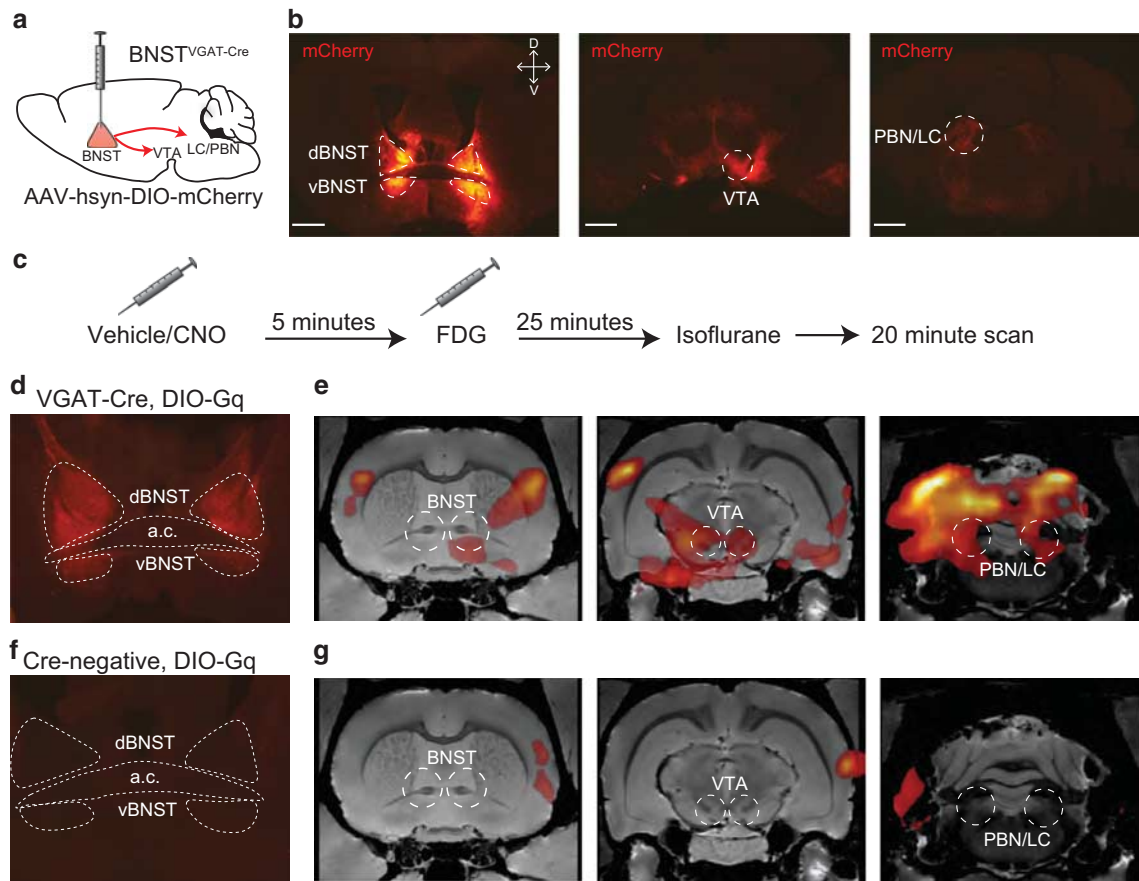 a
BNSTVGAT-Cre
BNST
VTA
LC/PBN
AAV-hsyn-DIO-mCherry
b
mCherry
D
V
dBNST
vBNST
mCherry
VTA
mCherry
PBN/LC
c
Vehicle/CNO
5 minutes
FDG
25 minutes
Isoflurane
20 minute scan
d
VGAT-Cre, DIO-Gq
dBNST
a.c.
vBNST
e
BNST
VTA
PBN/LC
f
Cre-negative, DIO-Gq
dBNST
a.c.
vBNST
g
BNST
VTA
PBN/LC